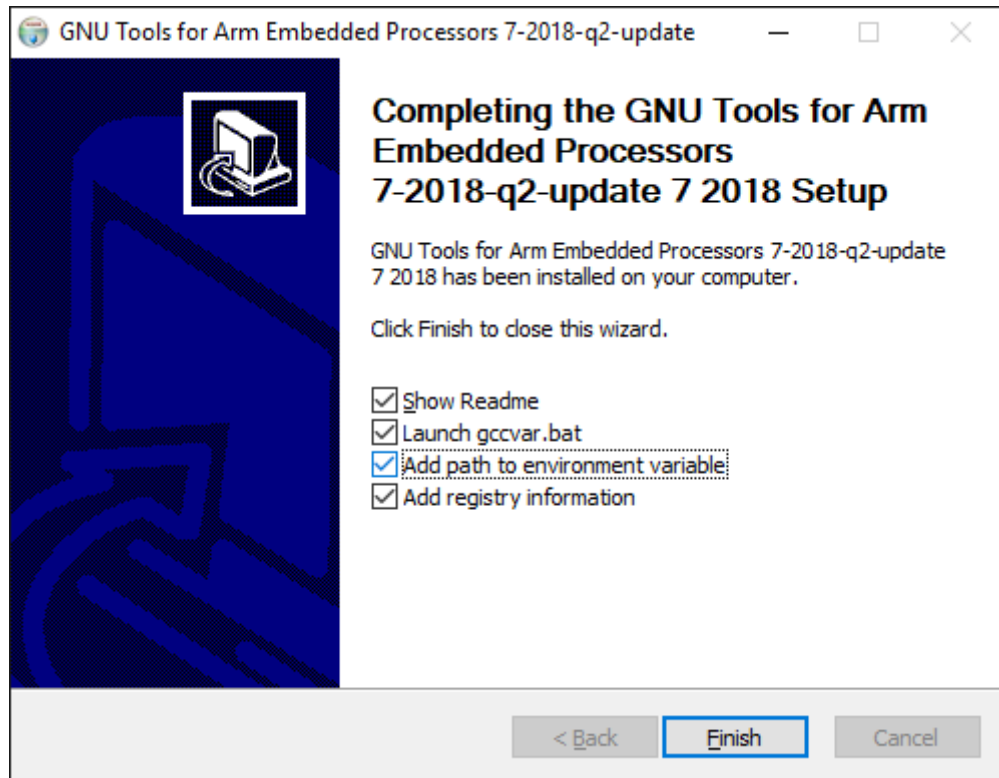 GNU Tools for Arm Embedded Processors 7-2018-q2-update
Completing the GNU Tools for Arm
Embedded Processors
7-2018-q2-update 7 2018 Setup
GNU Tools for Arm Embedded Processors 7-2018-q2-update
7 2018 has been installed on your computer.
Click Finish to close this wizard.
Show Readme
Launch gccvar.bat
Add path to environment variable
Add registry information
< Back
Finish
Cancel